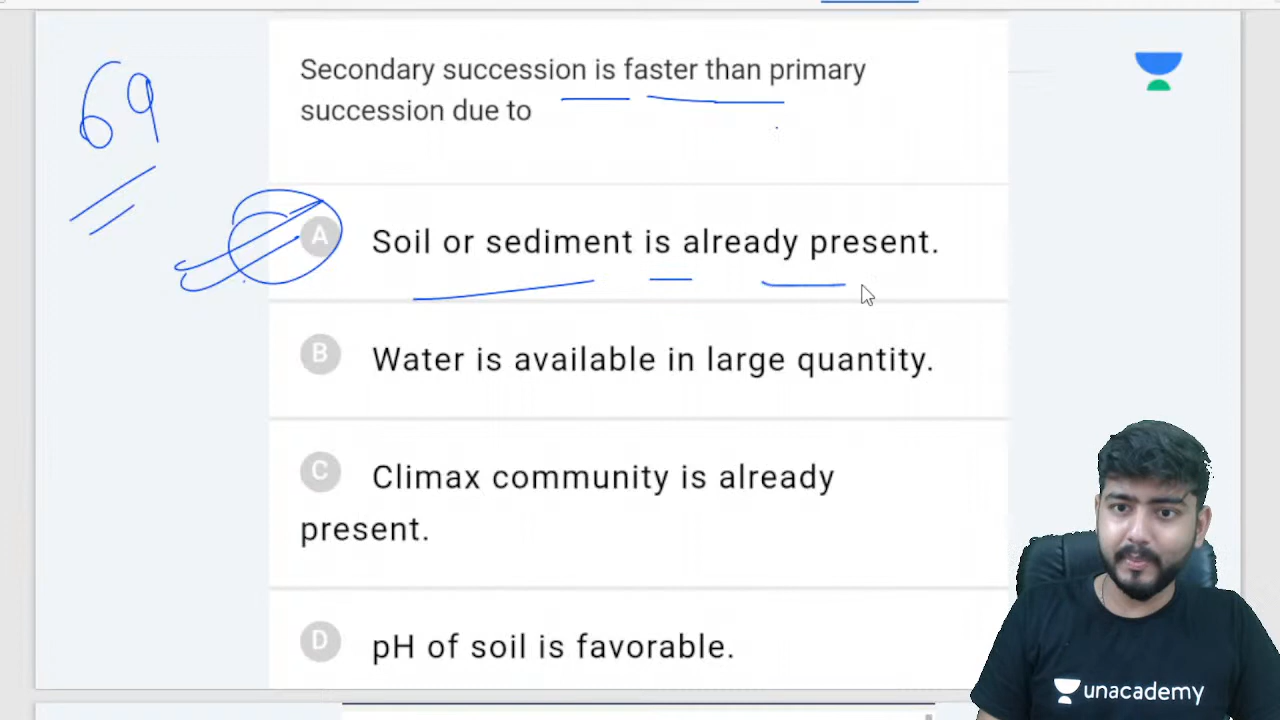 69
Secondary succession is faster than primary
succession due to
A Soil or sediment is already present.
B Water is available in large quantity.
C Climax community is already
present.
D pH of soil is favorable.
unacademy